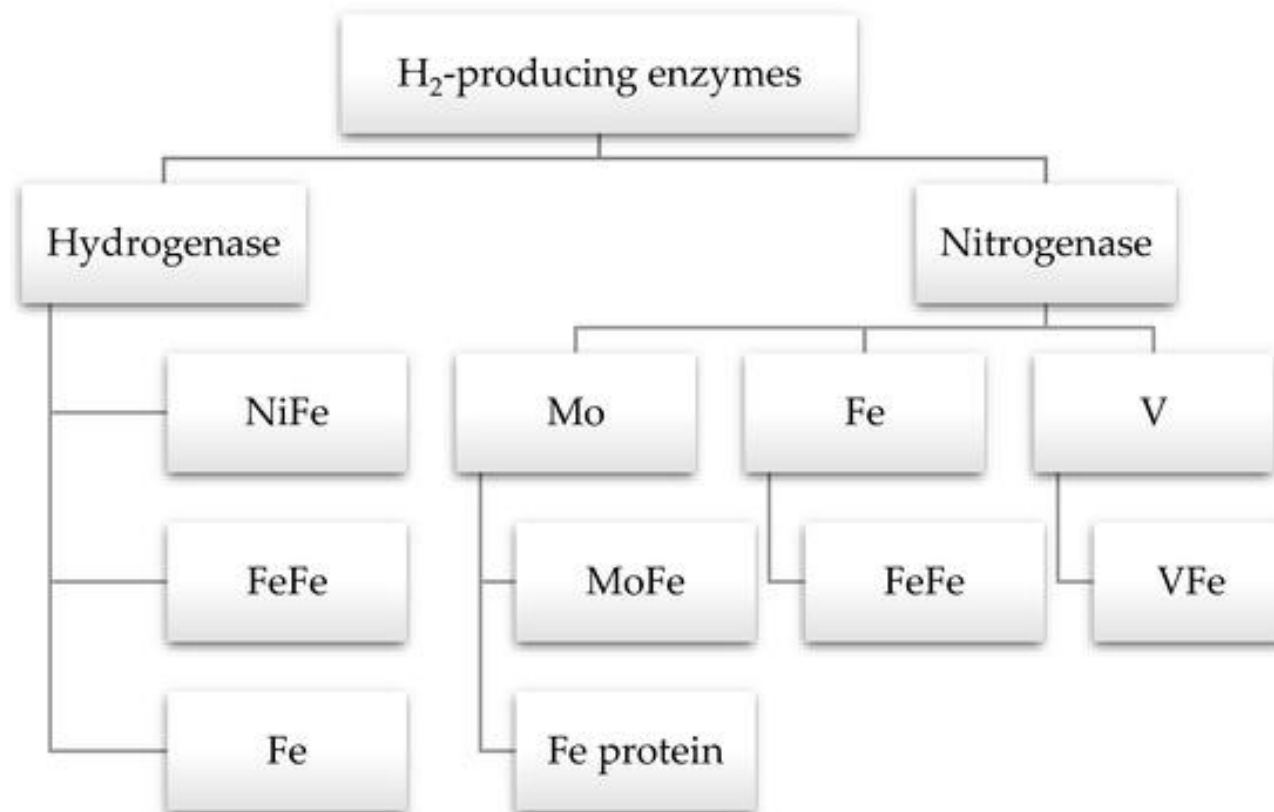 H₂-producing enzymes
Hydrogenase
Nitrogenase
NiFe
Mo
Fe
V
FeFe
MoFe
FeFe
VFe
Fe
Fe protein